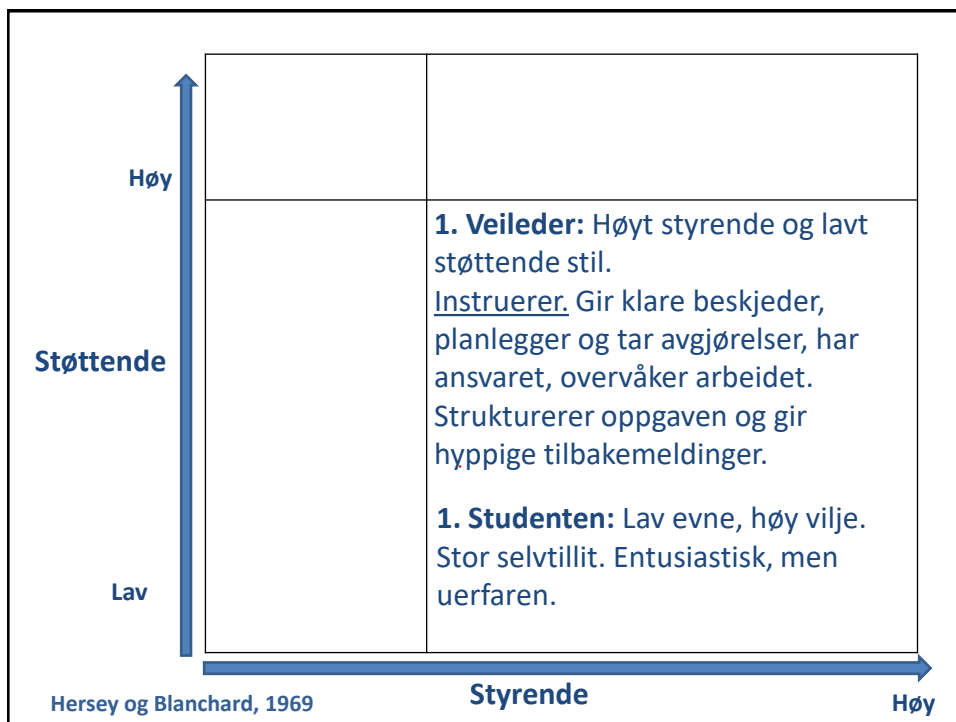 Høy
1. Veileder: Høyt styrende og lavt
støttende stil.
Instruerer. Gir klare beskjeder,
planlegger og tar avgjørelser, har
ansvaret, overvåker arbeidet.
Strukturerer oppgaven og gir
hyppige tilbakemeldinger.
Støttende
1. Studenten: Lav evne, høy vilje.
Stor selvtillit. Entusiastisk, men
uerfaren.
Lav
Styrende
Høy
Hersey og Blanchard, 1969